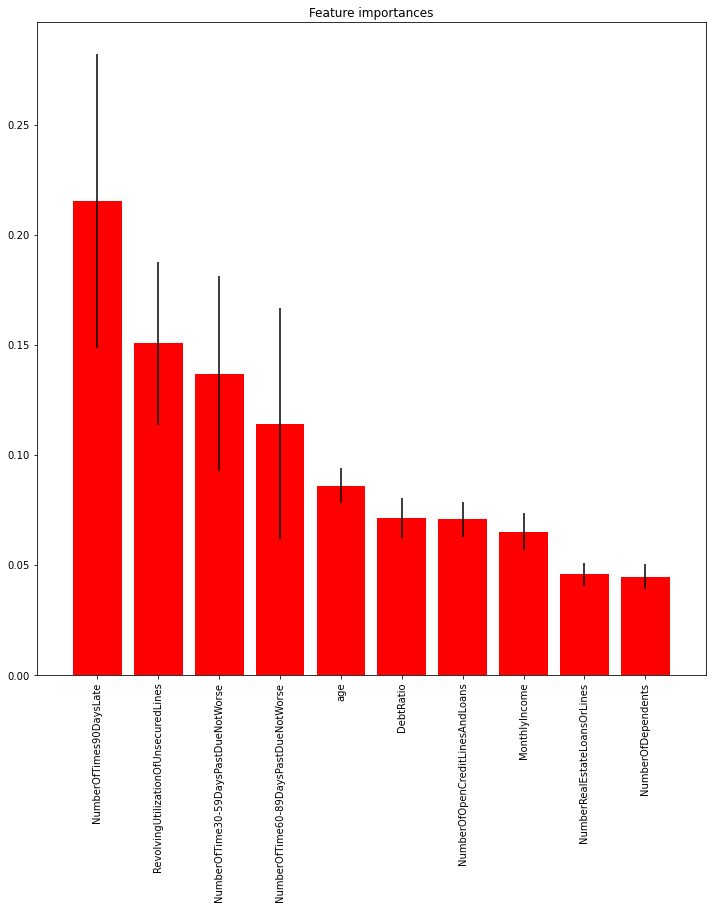 Feature importances
0.25
0.20
0.15
0.10
0.05
0.00
NumberOfTimes90DaysLate
RevolvingUtilizationOfUnsecuredLines
NumberOfTime30-59DaysPastDueNotWorse
NumberOfTime60-89DaysPastDueNotWorse
age
DebtRatio
NumberOfOpenCreditLinesAndLoans
MonthlyIncome
NumberRealEstateLoansOrLines
NumberOfDependents